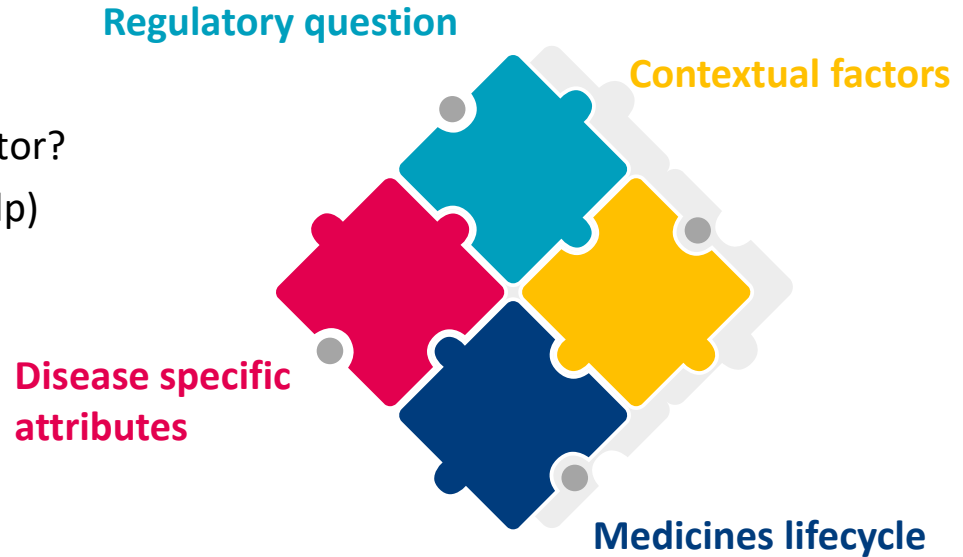 Regulatory question
Contextual factors
tor?
lp)
Disease specific
attributes
Medicines lifecycle